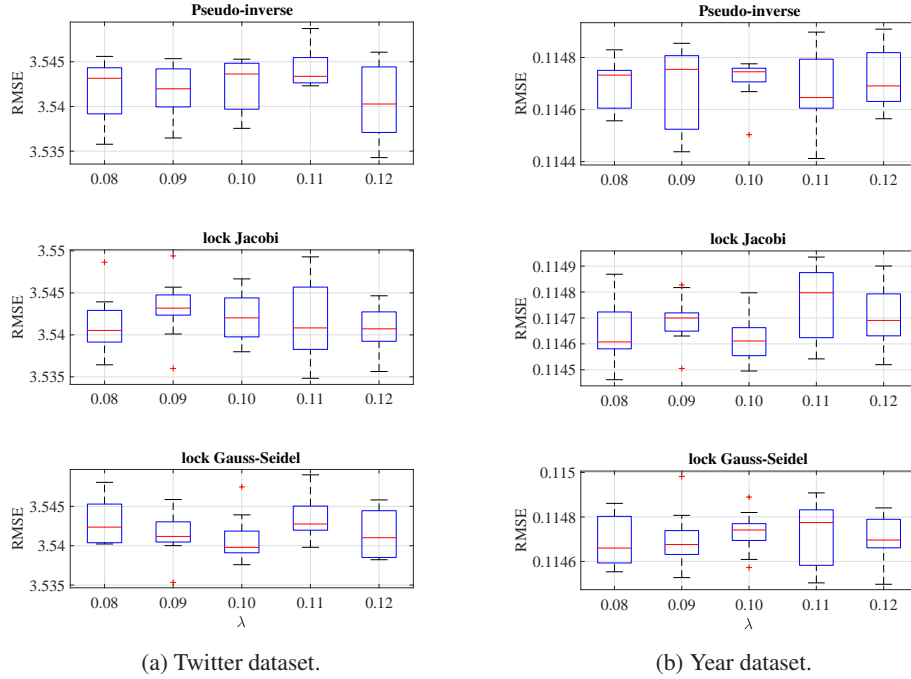 Pseudo-inverse
3.545
3.54
3.535
RMSE
0.08 0.09 0.10 0.11 0.12
lock Jacobi
3.55
3.545
3.54
3.535
RMSE
0.08 0.09 0.10 0.11 0.12
lock Gauss-Seidel
3.545
3.54
3.535
RMSE
0.08 0.09 0.10 0.11 0.12
λ
(a) Twitter dataset.
Pseudo-inverse
0.1148
0.1146
0.1144
RMSE
0.08 0.09 0.10 0.11 0.12
lock Jacobi
0.1149
0.1148
0.1147
0.1146
0.1145
RMSE
0.08 0.09 0.10 0.11 0.12
lock Gauss-Seidel
0.115
0.1148
0.1146
RMSE
0.08 0.09 0.10 0.11 0.12
λ
(b) Year dataset.